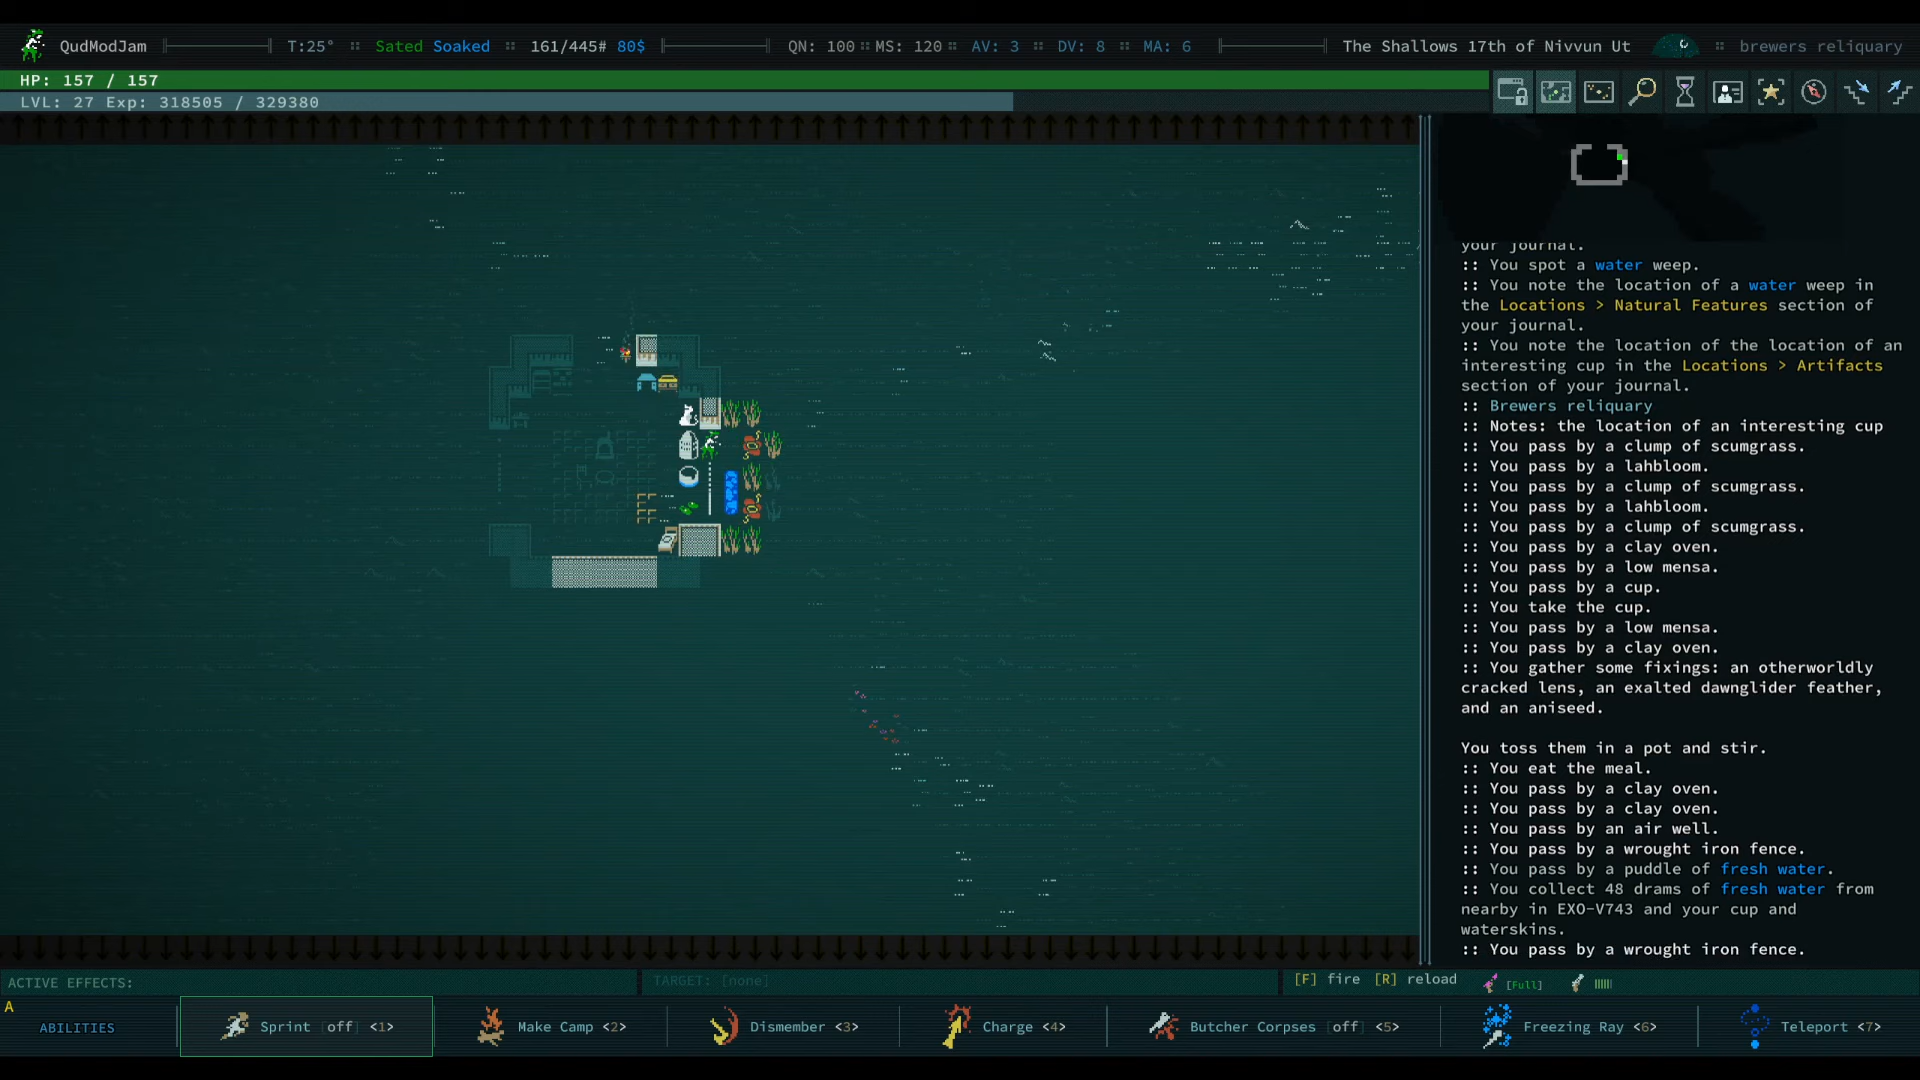 QudModJam T:25° :: Sated Soaked :: 161/445# 80$ QN: 100 :: MS: 120 :: AV: 3 :: DV: 8 :: MA: 6 The Shallows 17th of Nivvun Ut :: brewers reliquary
HP: 157 / 157
LVL: 27 Exp: 318505 / 329380
your journal.
:: You spot a water weep.
:: You note the location of a water weep in
the Locations > Natural Features section of
your journal.
:: You note the location of the location of an
interesting cup in the Locations > Artifacts
section of your journal.
:: Brewers reliquary
:: Notes: the location of an interesting cup
:: You pass by a clump of scumgrass.
:: You pass by a lahbloom.
:: You pass by a clump of scumgrass.
:: You pass by a lahbloom.
:: You pass by a clump of scumgrass.
:: You pass by a clay oven.
:: You pass by a low mensa.
:: You pass by a cup.
:: You take the cup.
:: You pass by a low mensa.
:: You pass by a clay oven.
:: You gather some fixings: an otherworldly
cracked lens, an exalted dawnglider feather,
and an aniseed.
You toss them in a pot and stir.
:: You eat the meal.
:: You pass by a clay oven.
:: You pass by a clay oven.
:: You pass by an air well.
:: You pass by a wrought iron fence.
:: You pass by a puddle of fresh water.
:: You collect 48 drams of fresh water from
nearby in EXO-V743 and your cup and
waterskins.
:: You pass by a wrought iron fence.
ACTIVE EFFECTS: TARGET: [none] [F] fire [R] reload [Full]
A
ABILITIES Sprint [off] <1> Make Camp <2> Dismember <3> Charge <4> Butcher Corpses [off] <5> Freezing Ray <6> Teleport <7>